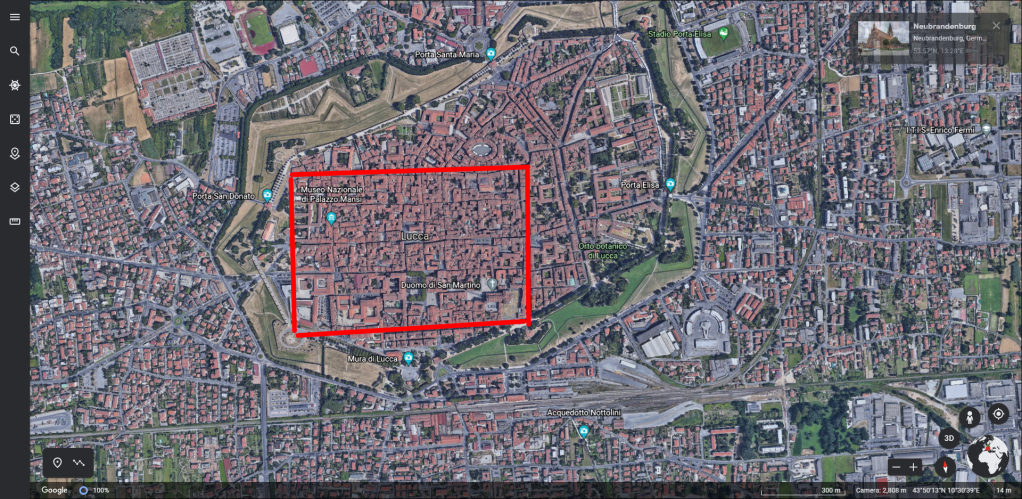 Neubrandenburg
Neubrandenburg, Germ...
53.57°N, 13.28°E
Stadio Porta Elisa
Porta Santa Maria
I.T.I.S. Enrico Fermi
Porta Elisa
Museo Nazionale
di Palazzo Mansi
Porta San Donato
Lucca
Orto botanico
di Lucca
Duomo di San Martino
Mura di Lucca
Acquedotto Nottolini
3D
Google
100%
300 m
Camera: 2,808 m
43°50'13"N 10°30'39"E
14 m